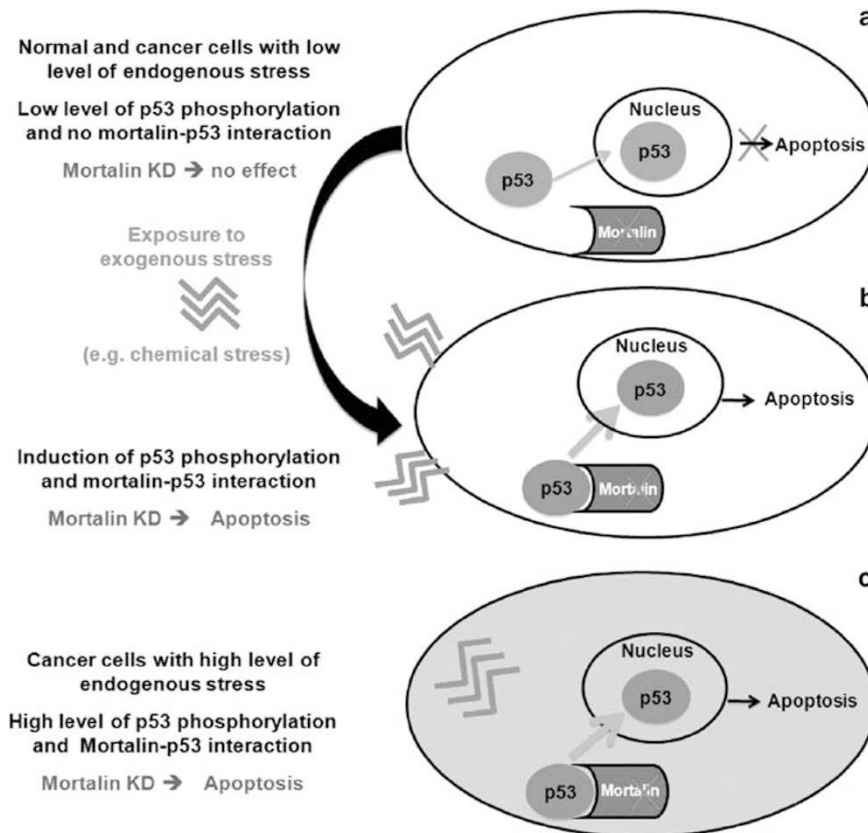 a
Normal and cancer cells with low
level of endogenous stress
Low level of p53 phosphorylation
and no mortalin-p53 interaction
Mortalin KD → no effect
Nucleus
p53
p53
Apoptosis
Mortalin
Exposure to
exogenous stress
(e.g. chemical stress)
b
Nucleus
p53
Apoptosis
p53
Mortalin
Induction of p53 phosphorylation
and mortalin-p53 interaction
Mortalin KD → Apoptosis
c
Cancer cells with high level of
endogenous stress
High level of p53 phosphorylation
and Mortalin-p53 interaction
Mortalin KD → Apoptosis
Nucleus
p53
Apoptosis
p53
Mortalin